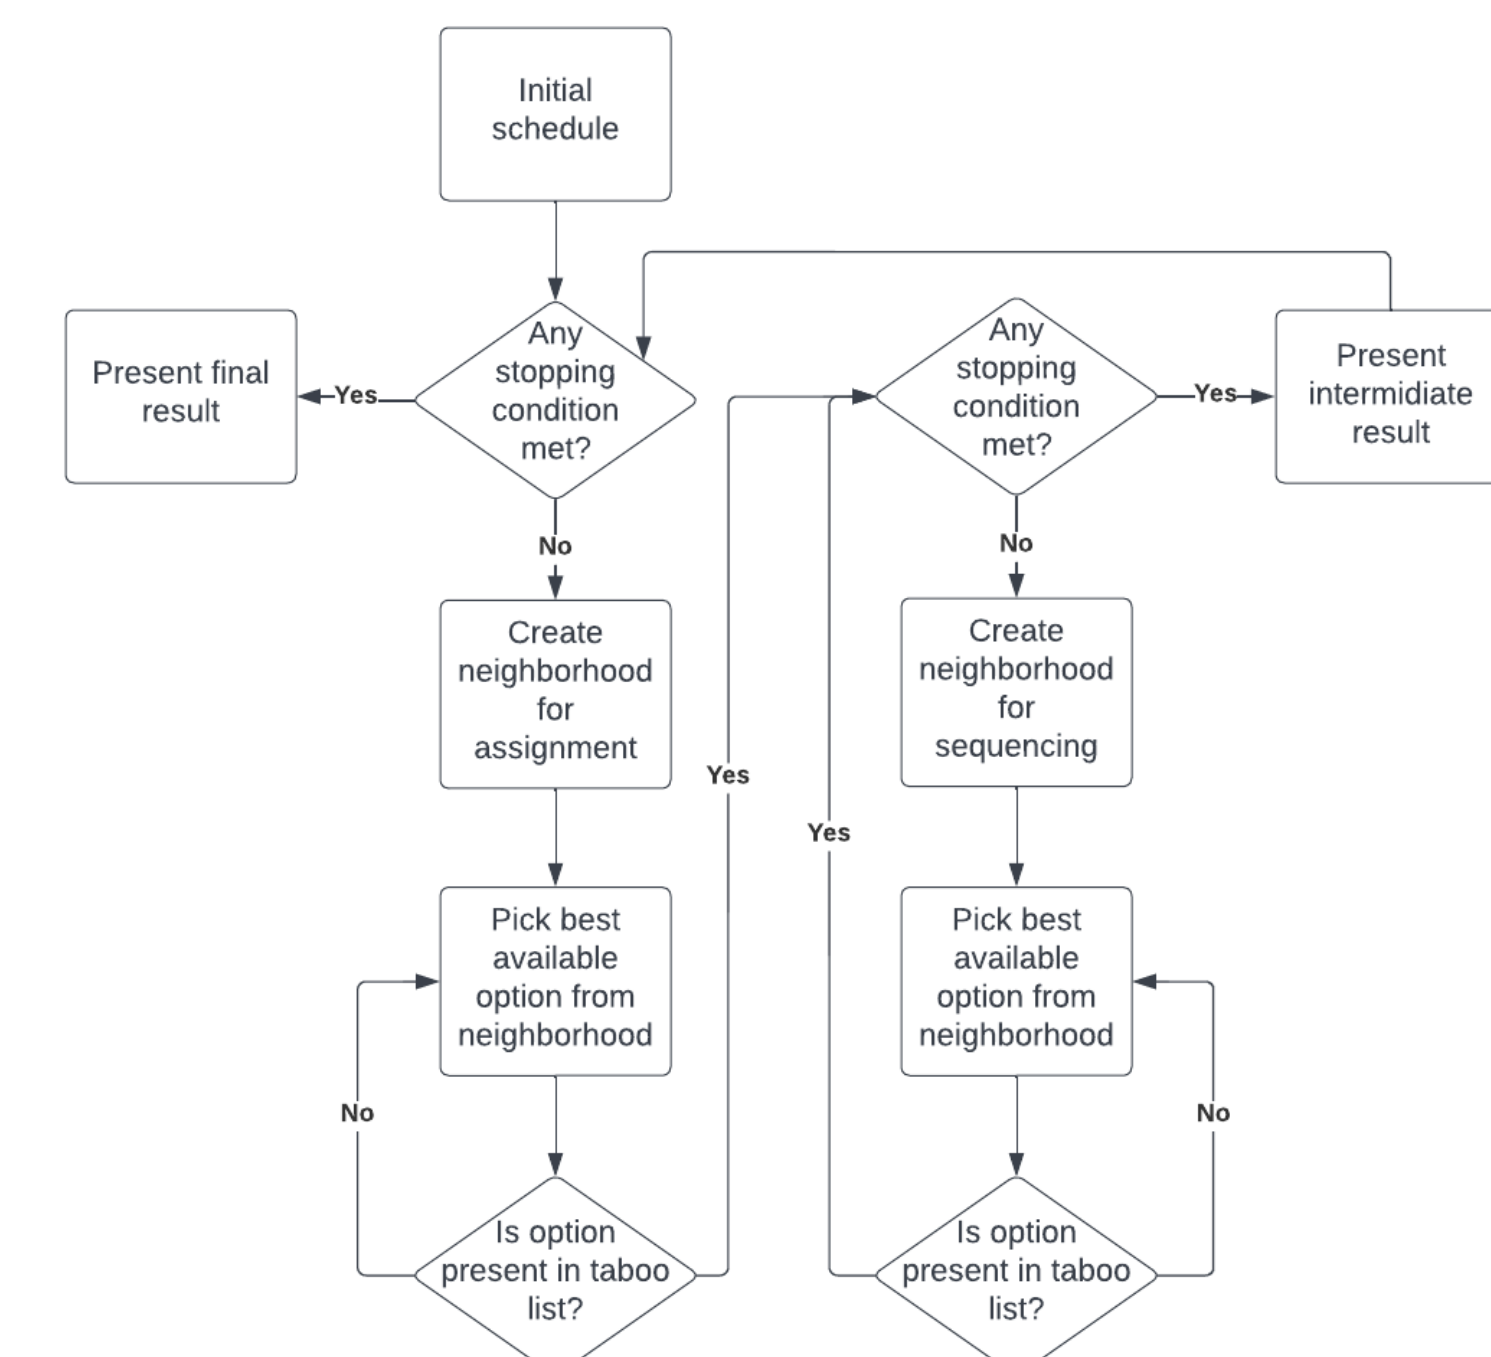 Initial
schedule
Present final
result
Yes
Any
stopping
condition
met?
Any
stopping
condition
met?
Yes
Present
intermidiate
result
No
No
Create
neighborhood
for
assignment
Create
neighborhood
for
sequencing
Yes
Yes
Pick best
available
option from
neighborhood
Pick best
available
option from
neighborhood
No
No
Is option
present in taboo
list?
Is option
present in taboo
list?